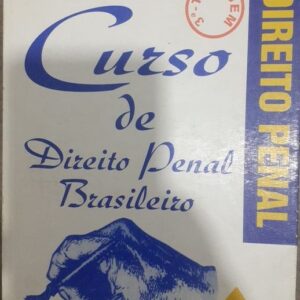 Curso
de
Direito Penal
Brasileiro
DIREITO PENAL